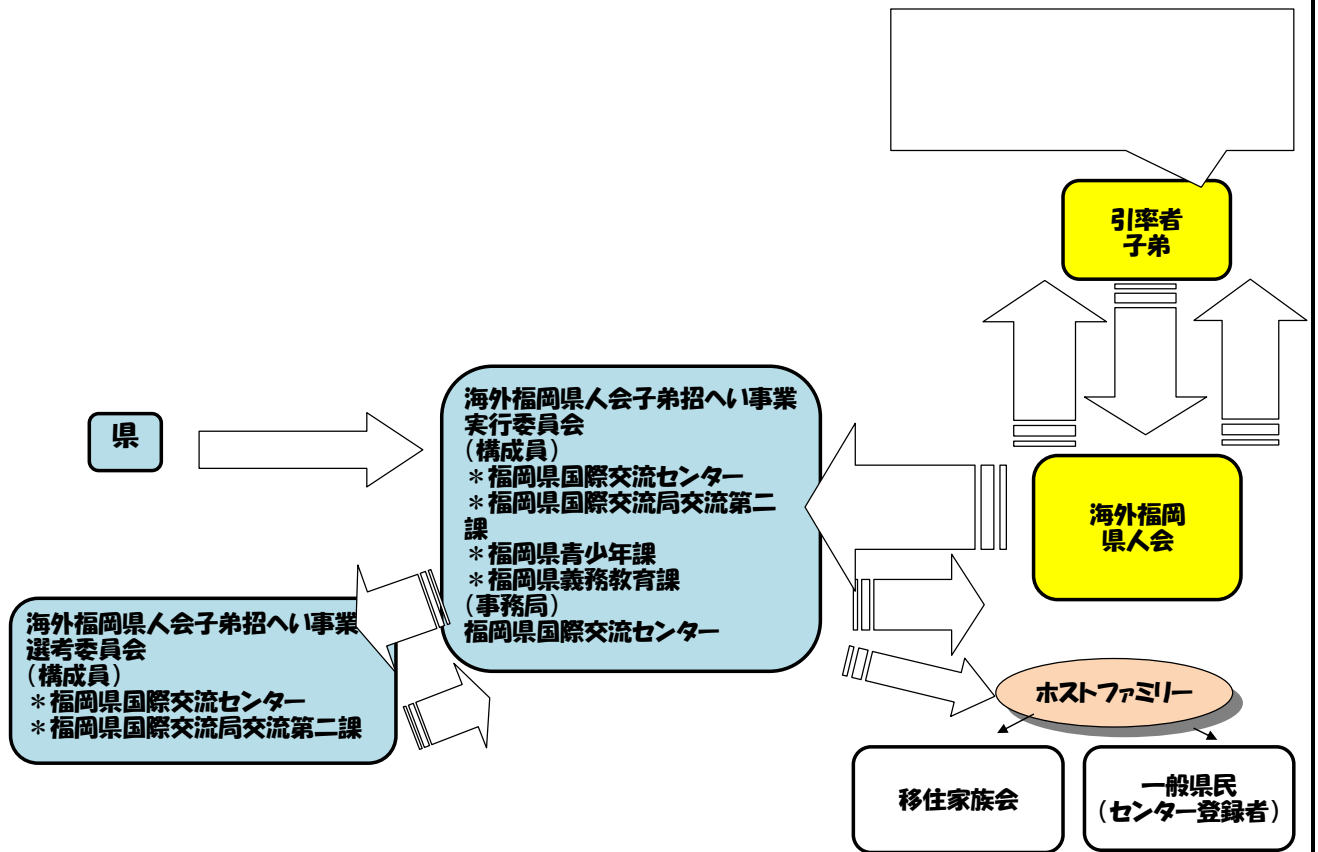 引率者
子弟
県
海外福岡県人会子弟招へい事業
実行委員会
(構成員)
＊福岡県国際交流センター
＊福岡県国際交流局交流第二
課
＊福岡県青少年課
＊福岡県義務教育課
(事務局)
福岡県国際交流センター
海外福岡
県人会
海外福岡県人会子弟招へい事業
選考委員会
(構成員)
＊福岡県国際交流センター
＊福岡県国際交流局交流第二課
ホストファミリー
移住家族会
一般県民
(センター登録者)